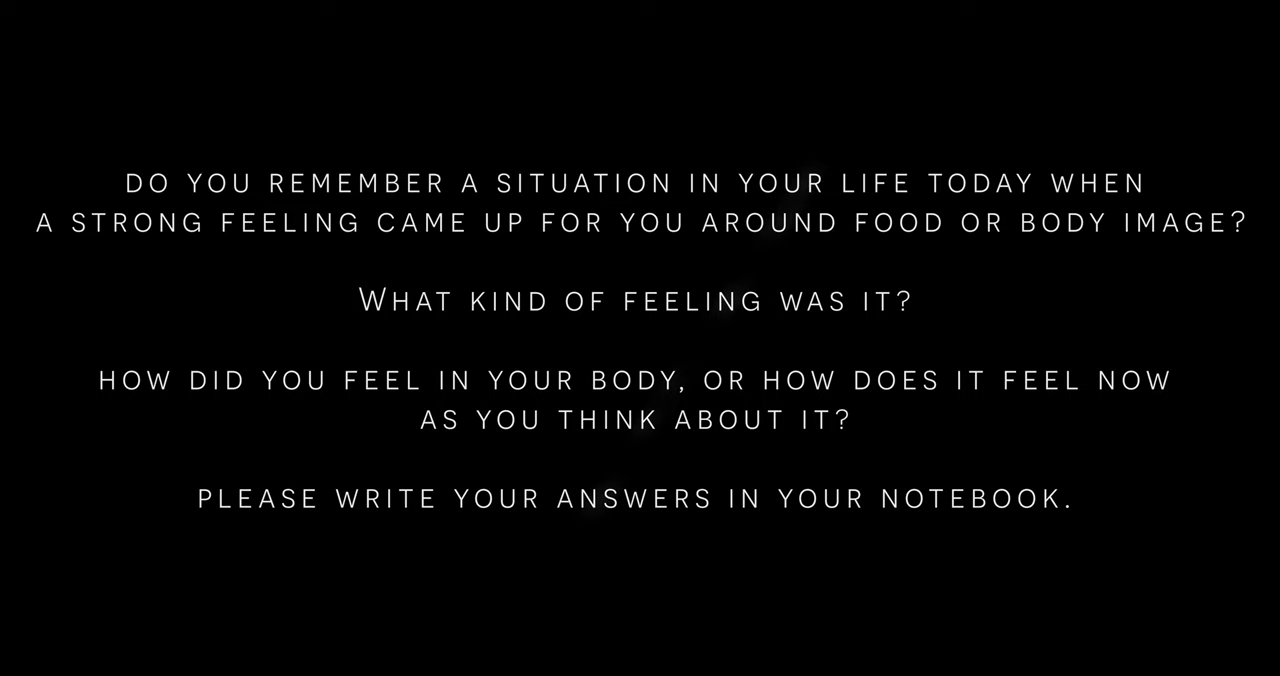 DO YOU REMEMBER A SITUATION IN YOUR LIFE TODAY WHEN
A STRONG FEELING CAME UP FOR YOU AROUND FOOD OR BODY IMAGE?
WHAT KIND OF FEELING WAS IT?
HOW DID YOU FEEL IN YOUR BODY, OR HOW DOES IT FEEL NOW
AS YOU THINK ABOUT IT?
PLEASE WRITE YOUR ANSWERS IN YOUR NOTEBOOK.